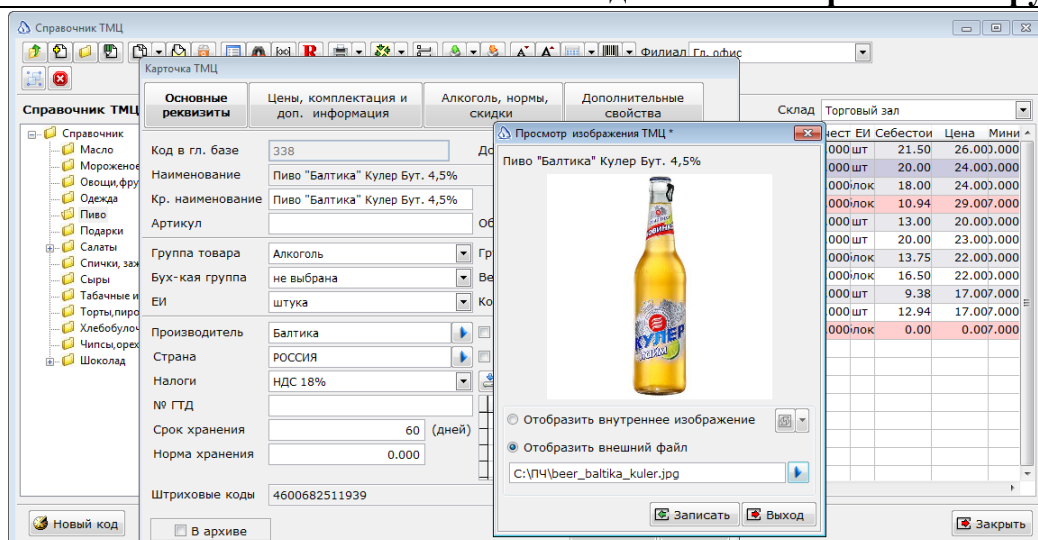 Справочник ТМЦ
Филиал Гл. офис
Карточка ТМЦ
Справочник ТМЦ
Основные реквизиты
Цены, комплектация и доп. информация
Алкоголь, нормы, скидки
Дополнительные свойства
Склад Торговый зал
Справочник
Масло
Мороженое
Одежда
Пиво
Подарки
Салаты
Сыры
Шоколад
Код в гл. базе 338
Наименование Пиво "Балтика" Кулер Бут. 4,5%
Кр. наименование Пиво "Балтика" Кулер Бут. 4,5%
Артикул
Группа товара Алкоголь
Бух-кая группа не выбрана
ЕИ штука
Производитель Балтика
Страна РОССИЯ
Налоги НДС 18%
№ ГТД
Срок хранения 60 (дней)
Норма хранения 0.000
Штриховые коды 4600682511939
В архиве
Просмотр изображения ТМЦ *
Пиво "Балтика" Кулер Бут. 4,5%
КУЛЕР
ЛАЙМ
Отобразить внутреннее изображение
Отобразить внешний файл
C:\ПЧ\beer_baltika_kuler.jpg
Записать
Выход
ЕИ Себестои Цена Мини
шт 21.50 26.00
шт 20.00 24.00
18.00 24.00
10.94 29.00
шт 13.00 20.00
шт 20.00 23.00
13.75 22.00
16.50 22.00
шт 9.38 17.00
шт 12.94 17.00
0.00 0.00
Новый код
Закрыть